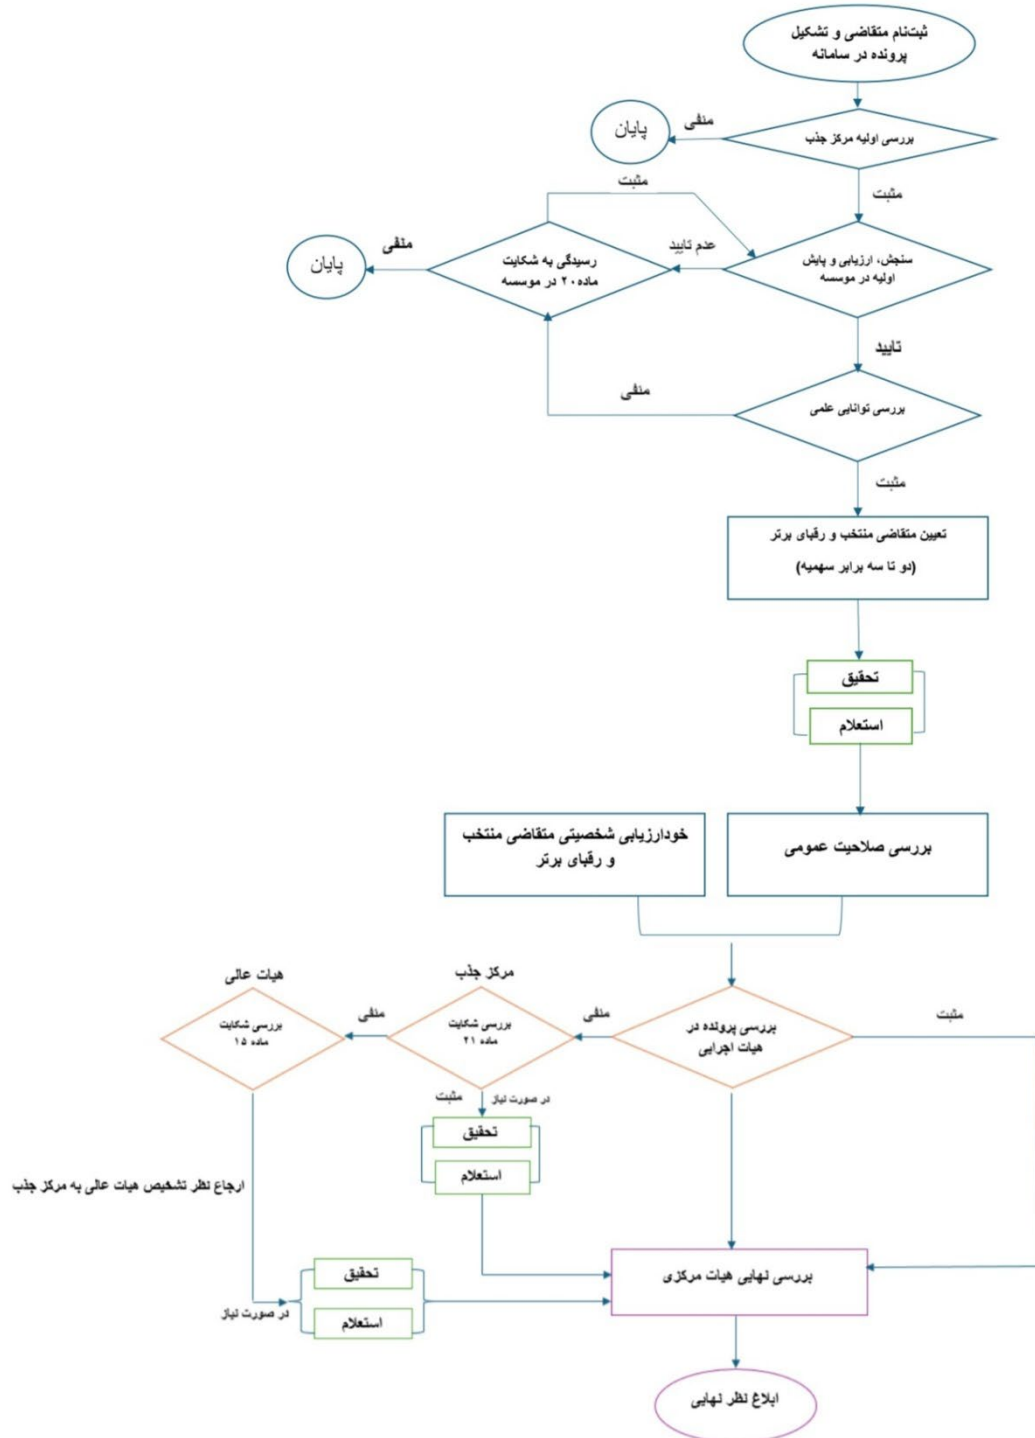 ثبت‌نام متقاضی و تشکیل
پرونده در سامانه
بررسی اولیه مرکز جذب
منفی
پایان
مثبت
مثبت
سنجش، ارزیابی و پایش
اولیه در موسسه
عدم تایید
رسیدگی به شکایت
ماده ۲۰ در موسسه
منفی
پایان
تایید
بررسی توانایی علمی
منفی
مثبت
تعیین متقاضی منتخب و رقبای برتر
(دو تا سه برابر سهمیه)
تحقیق
استعلام
بررسی صلاحیت عمومی
خودارزیابی شخصیتی متقاضی منتخب
و رقبای برتر
مثبت
بررسی پرونده در
هیات اجرایی
منفی
مرکز جذب
بررسی شکایت
ماده ۲۱
منفی
هیات عالی
بررسی شکایت
ماده ۱۵
در صورت نیاز
مثبت
تحقیق
استعلام
ارجاع نظر تشخیص هیات عالی به مرکز جذب
در صورت نیاز
تحقیق
استعلام
بررسی نهایی هیات مرکزی
ابلاغ نظر نهایی